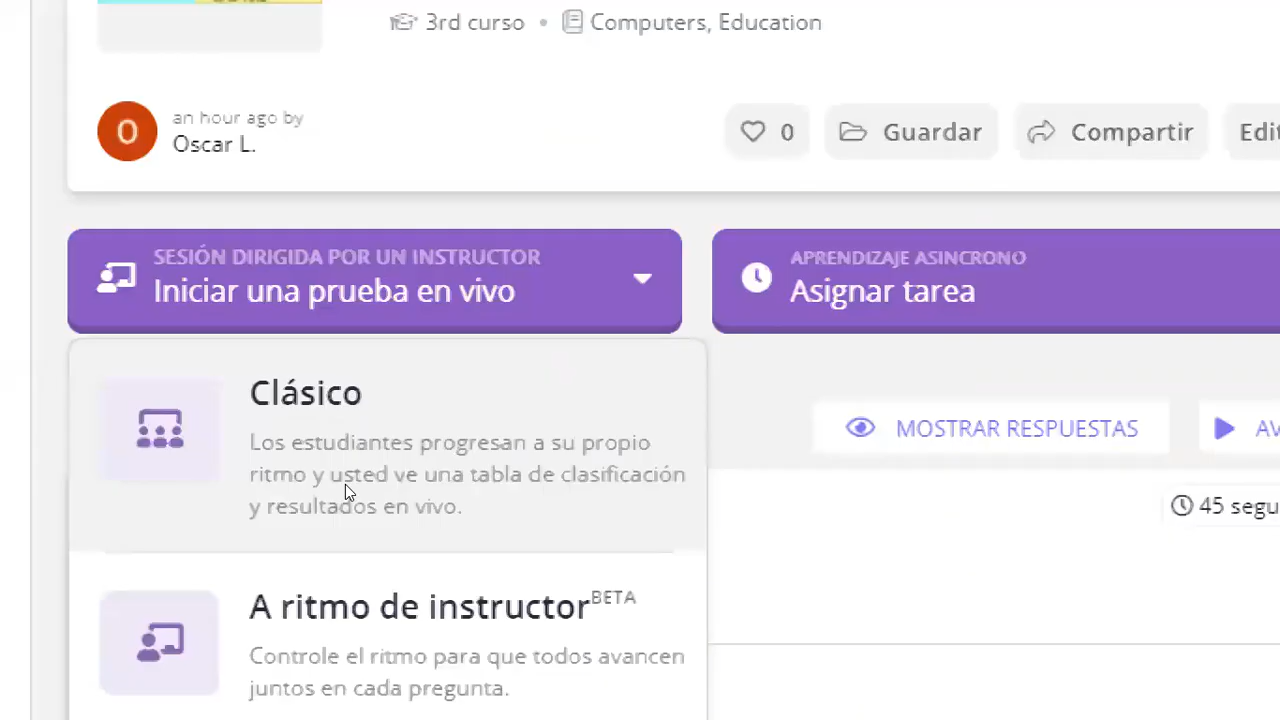 3rd curso • Computers, Education
an hour ago by
Oscar L.
O
0
Guardar
Compartir
SESIÓN DIRIGIDA POR UN INSTRUCTOR
Iniciar una prueba en vivo
APRENDIZAJE ASINCRONO
Asignar tarea
Clásico
Los estudiantes progresan a su propio
ritmo y usted ve una tabla de clasificación
y resultados en vivo.
MOSTRAR RESPUESTAS
AV
45 segu
A ritmo de instructor BETA
Controle el ritmo para que todos avancen
juntos en cada pregunta.